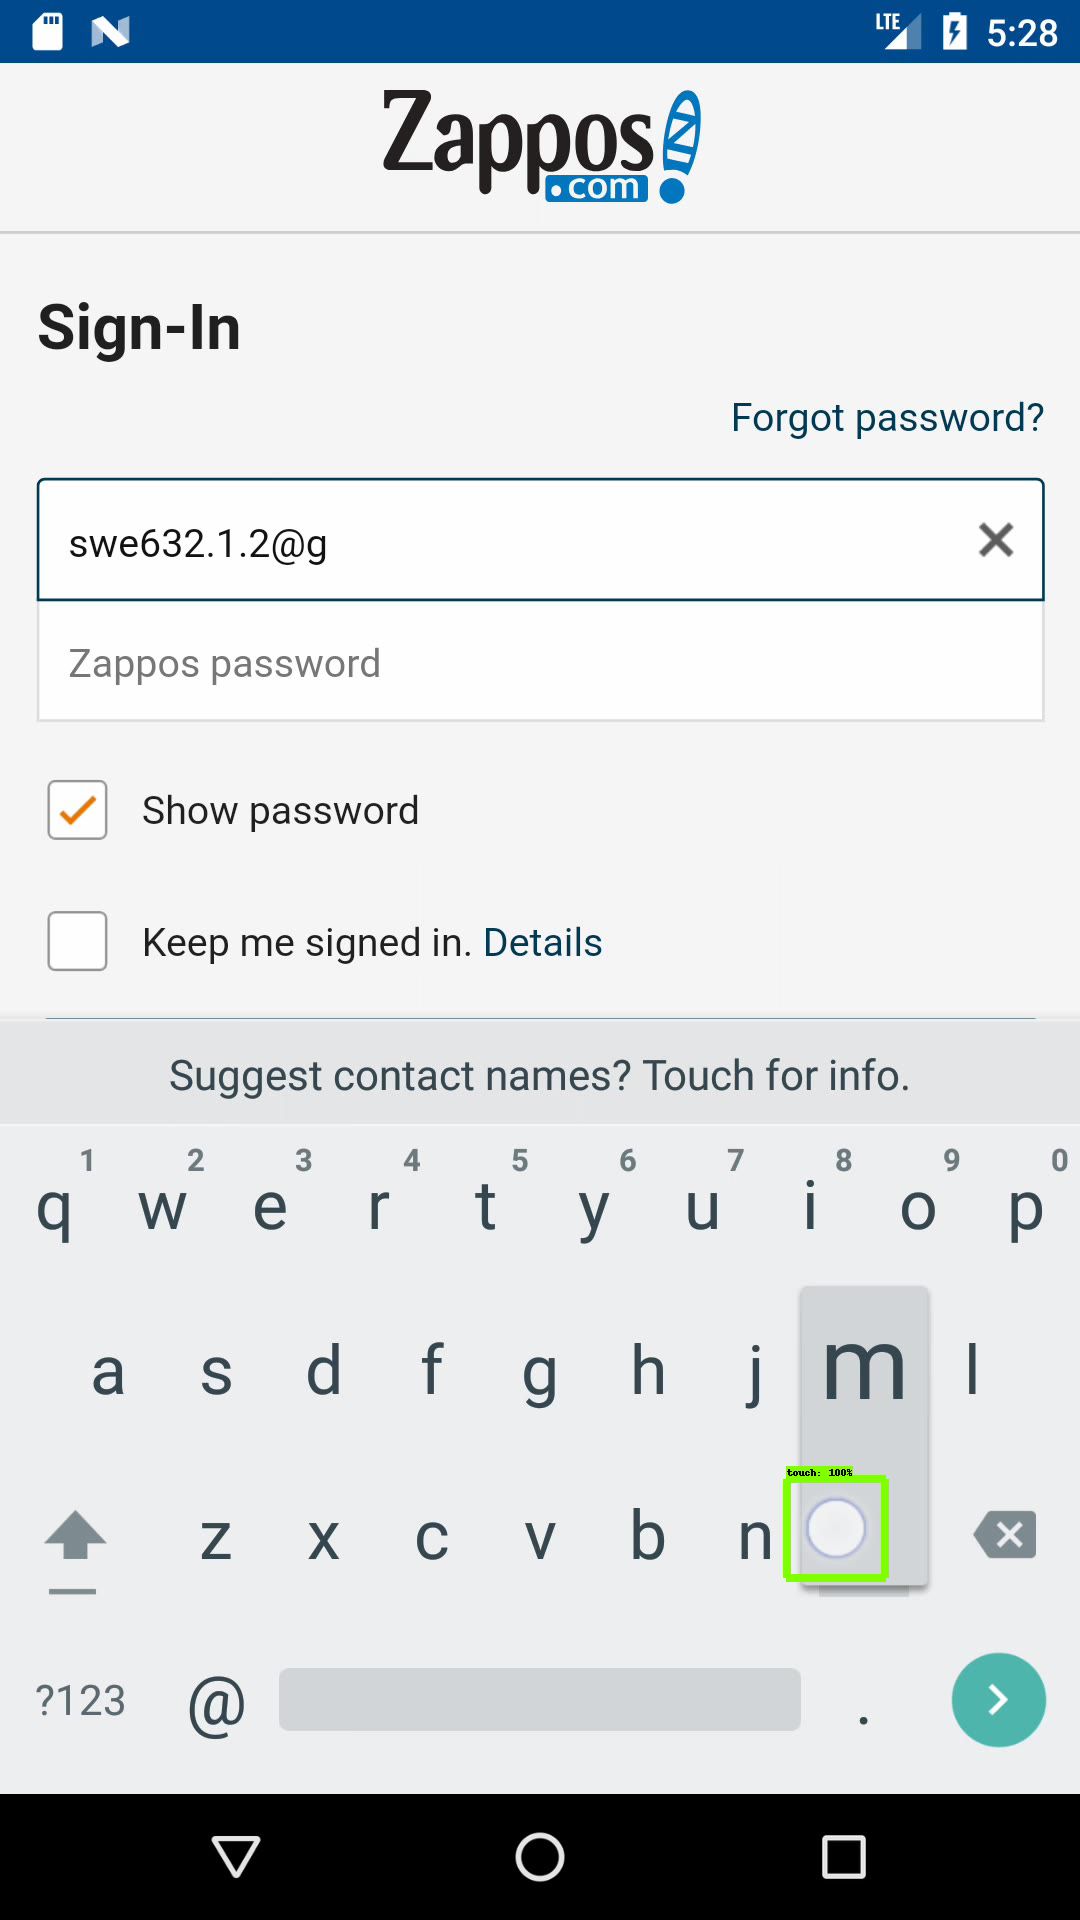 LTE 5:28
Zappos
.com
Sign-In
Forgot password?
swe632.1.2@g
Zappos password
Show password
Keep me signed in. Details
Suggest contact names? Touch for info.
1 2 3 4 5 6 7 8 9 0
q w e r t y u i o p
a s d f g h j m l
touch: 100%
z x c v b n
?123 @ .